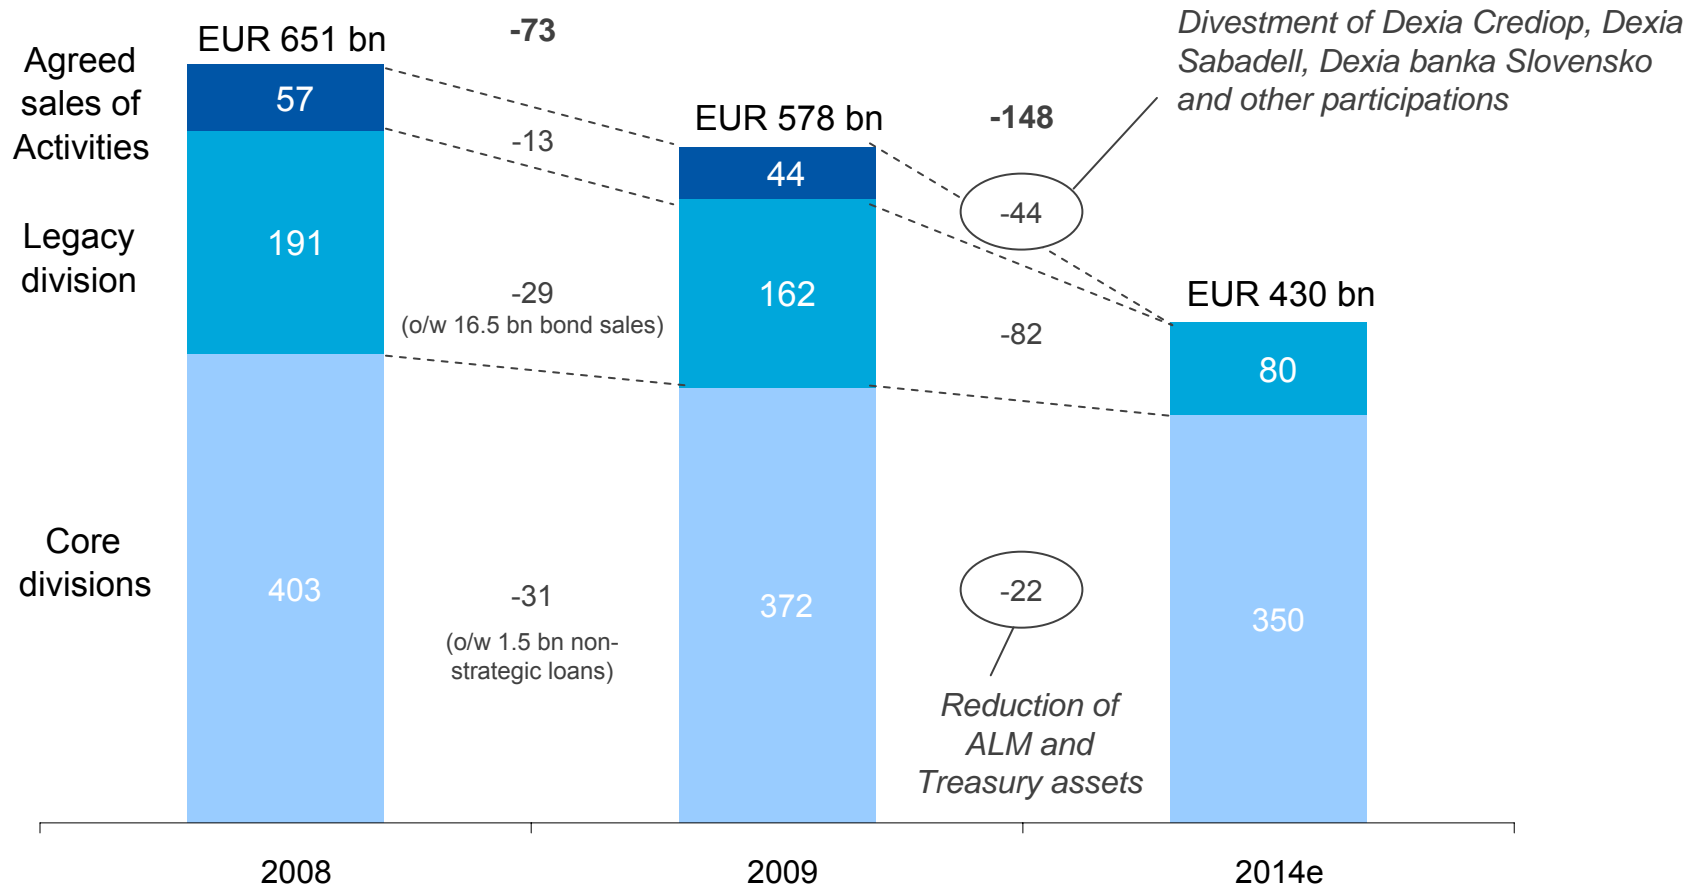 Agreed
sales of
Activities
Legacy
division
Core
divisions
EUR 651 bn
57
191
403
-73
-13
-29
(o/w 16.5 bn bond sales)
-31
(o/w 1.5 bn non-
strategic loans)
EUR 578 bn
44
162
372
-148
-44
-82
-22
Divestment of Dexia Crediop, Dexia
Sabadell, Dexia banka Slovensko
and other participations
Reduction of
ALM and
Treasury assets
EUR 430 bn
80
350
2008
2009
2014e